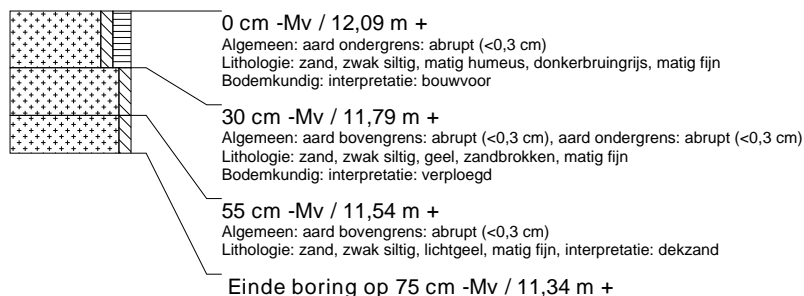 0 cm -Mv / 12,09 m +
Algemeen: aard ondergrens: abrupt (<0,3 cm)
Lithologie: zand, zwak siltig, matig humeus, donkerbruingrijs, matig fijn
Bodemkundig: interpretatie: bouwvoor
30 cm -Mv / 11,79 m +
Algemeen: aard bovengrens: abrupt (<0,3 cm), aard ondergrens: abrupt (<0,3 cm)
Lithologie: zand, zwak siltig, geel, zandbrokken, matig fijn
Bodemkundig: interpretatie: verploegd
55 cm -Mv / 11,54 m +
Algemeen: aard bovengrens: abrupt (<0,3 cm)
Lithologie: zand, zwak siltig, lichtgeel, matig fijn, interpretatie: dekzand
Einde boring op 75 cm -Mv / 11,34 m +